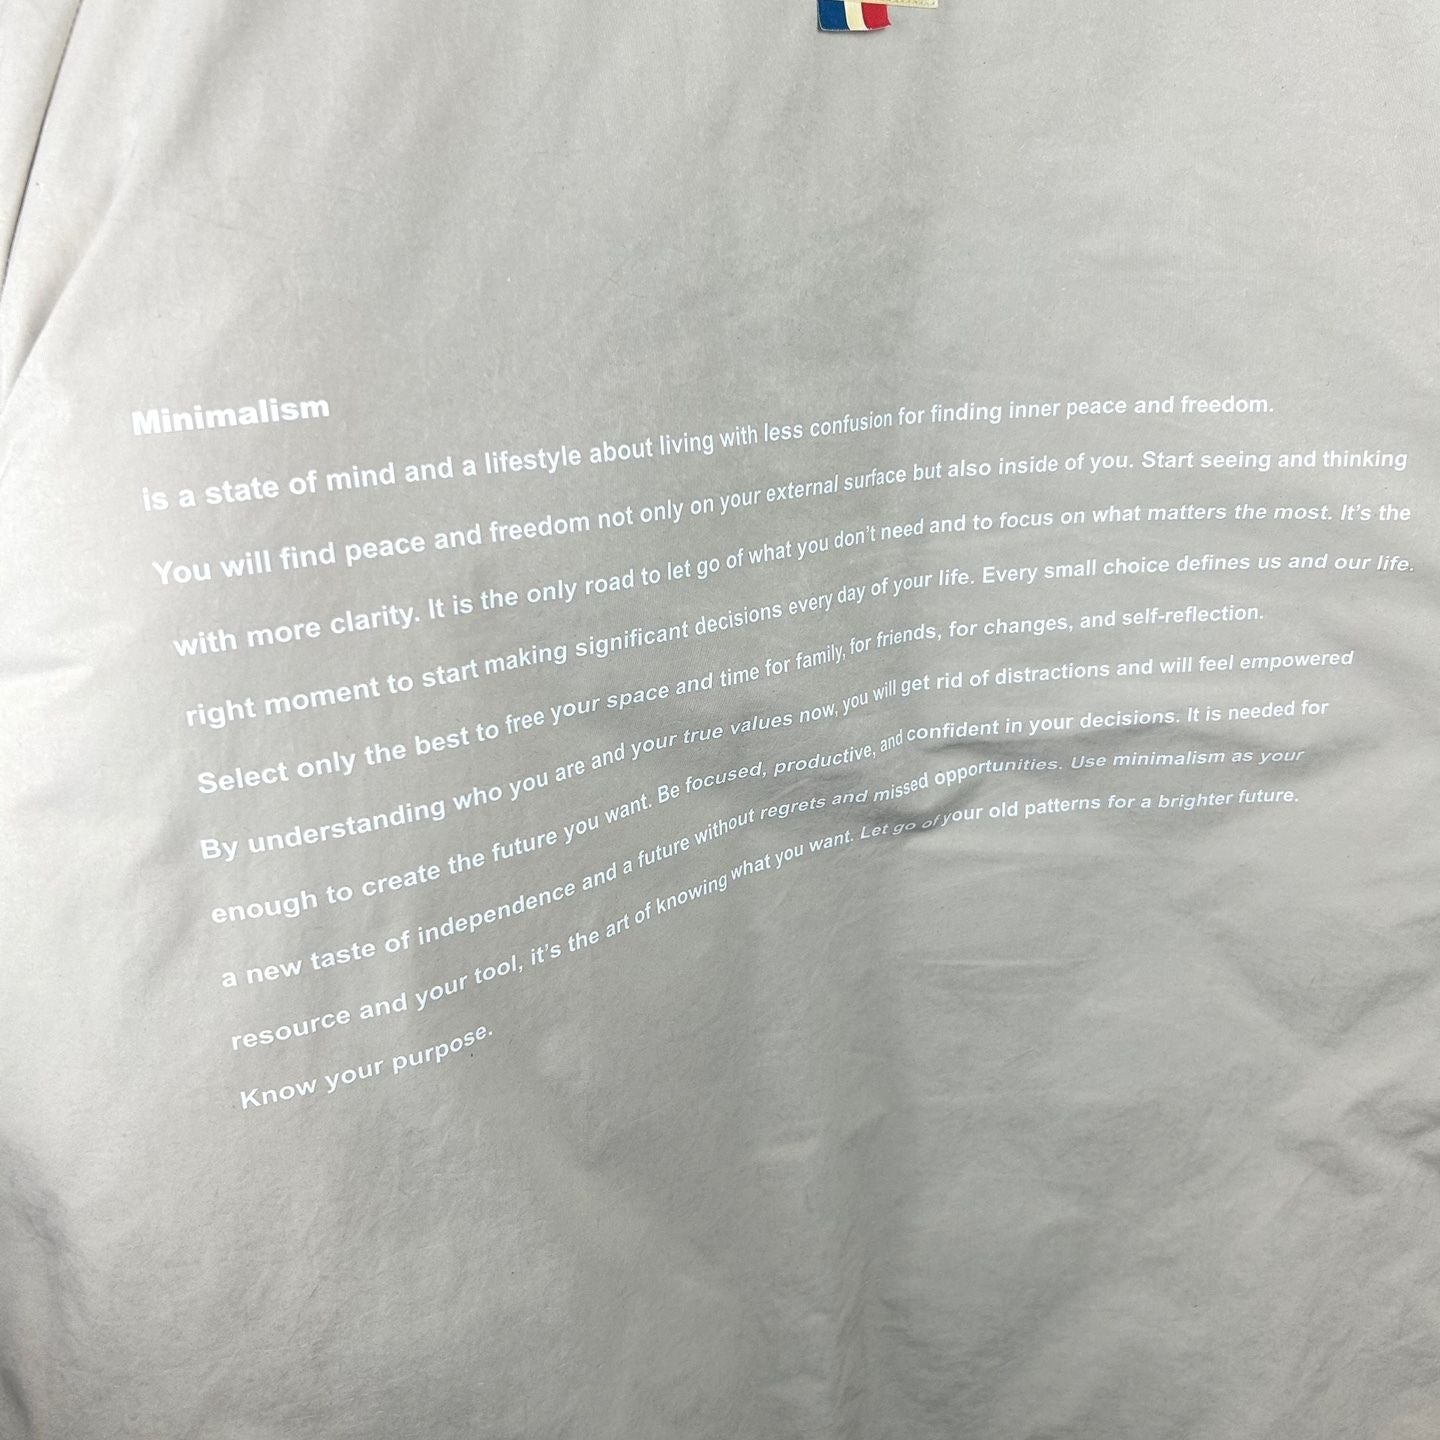 Minimalism
is a state of mind and a lifestyle about living with less confusion for finding inner peace and freedom.
You will find peace and freedom not only on your external surface but also inside of you. Start seeing and thinking
with more clarity. It is the only road to let go of what you don't need and to focus on what matters the most. It's the
right moment to start making significant decisions every day of your life. Every small choice defines us and our life.
Select only the best to free your space and time for family, for friends, for changes, and self-reflection.
By understanding who you are and your true values now, you will get rid of distractions and will feel empowered
enough to create the future you want. Be focused, productive, and confident in your decisions. It is needed for
a new taste of independence and a future without regrets and missed opportunities. Use minimalism as your
resource and your tool, it's the art of knowing what you want. Let go of your old patterns for a brighter future.
Know your purpose.